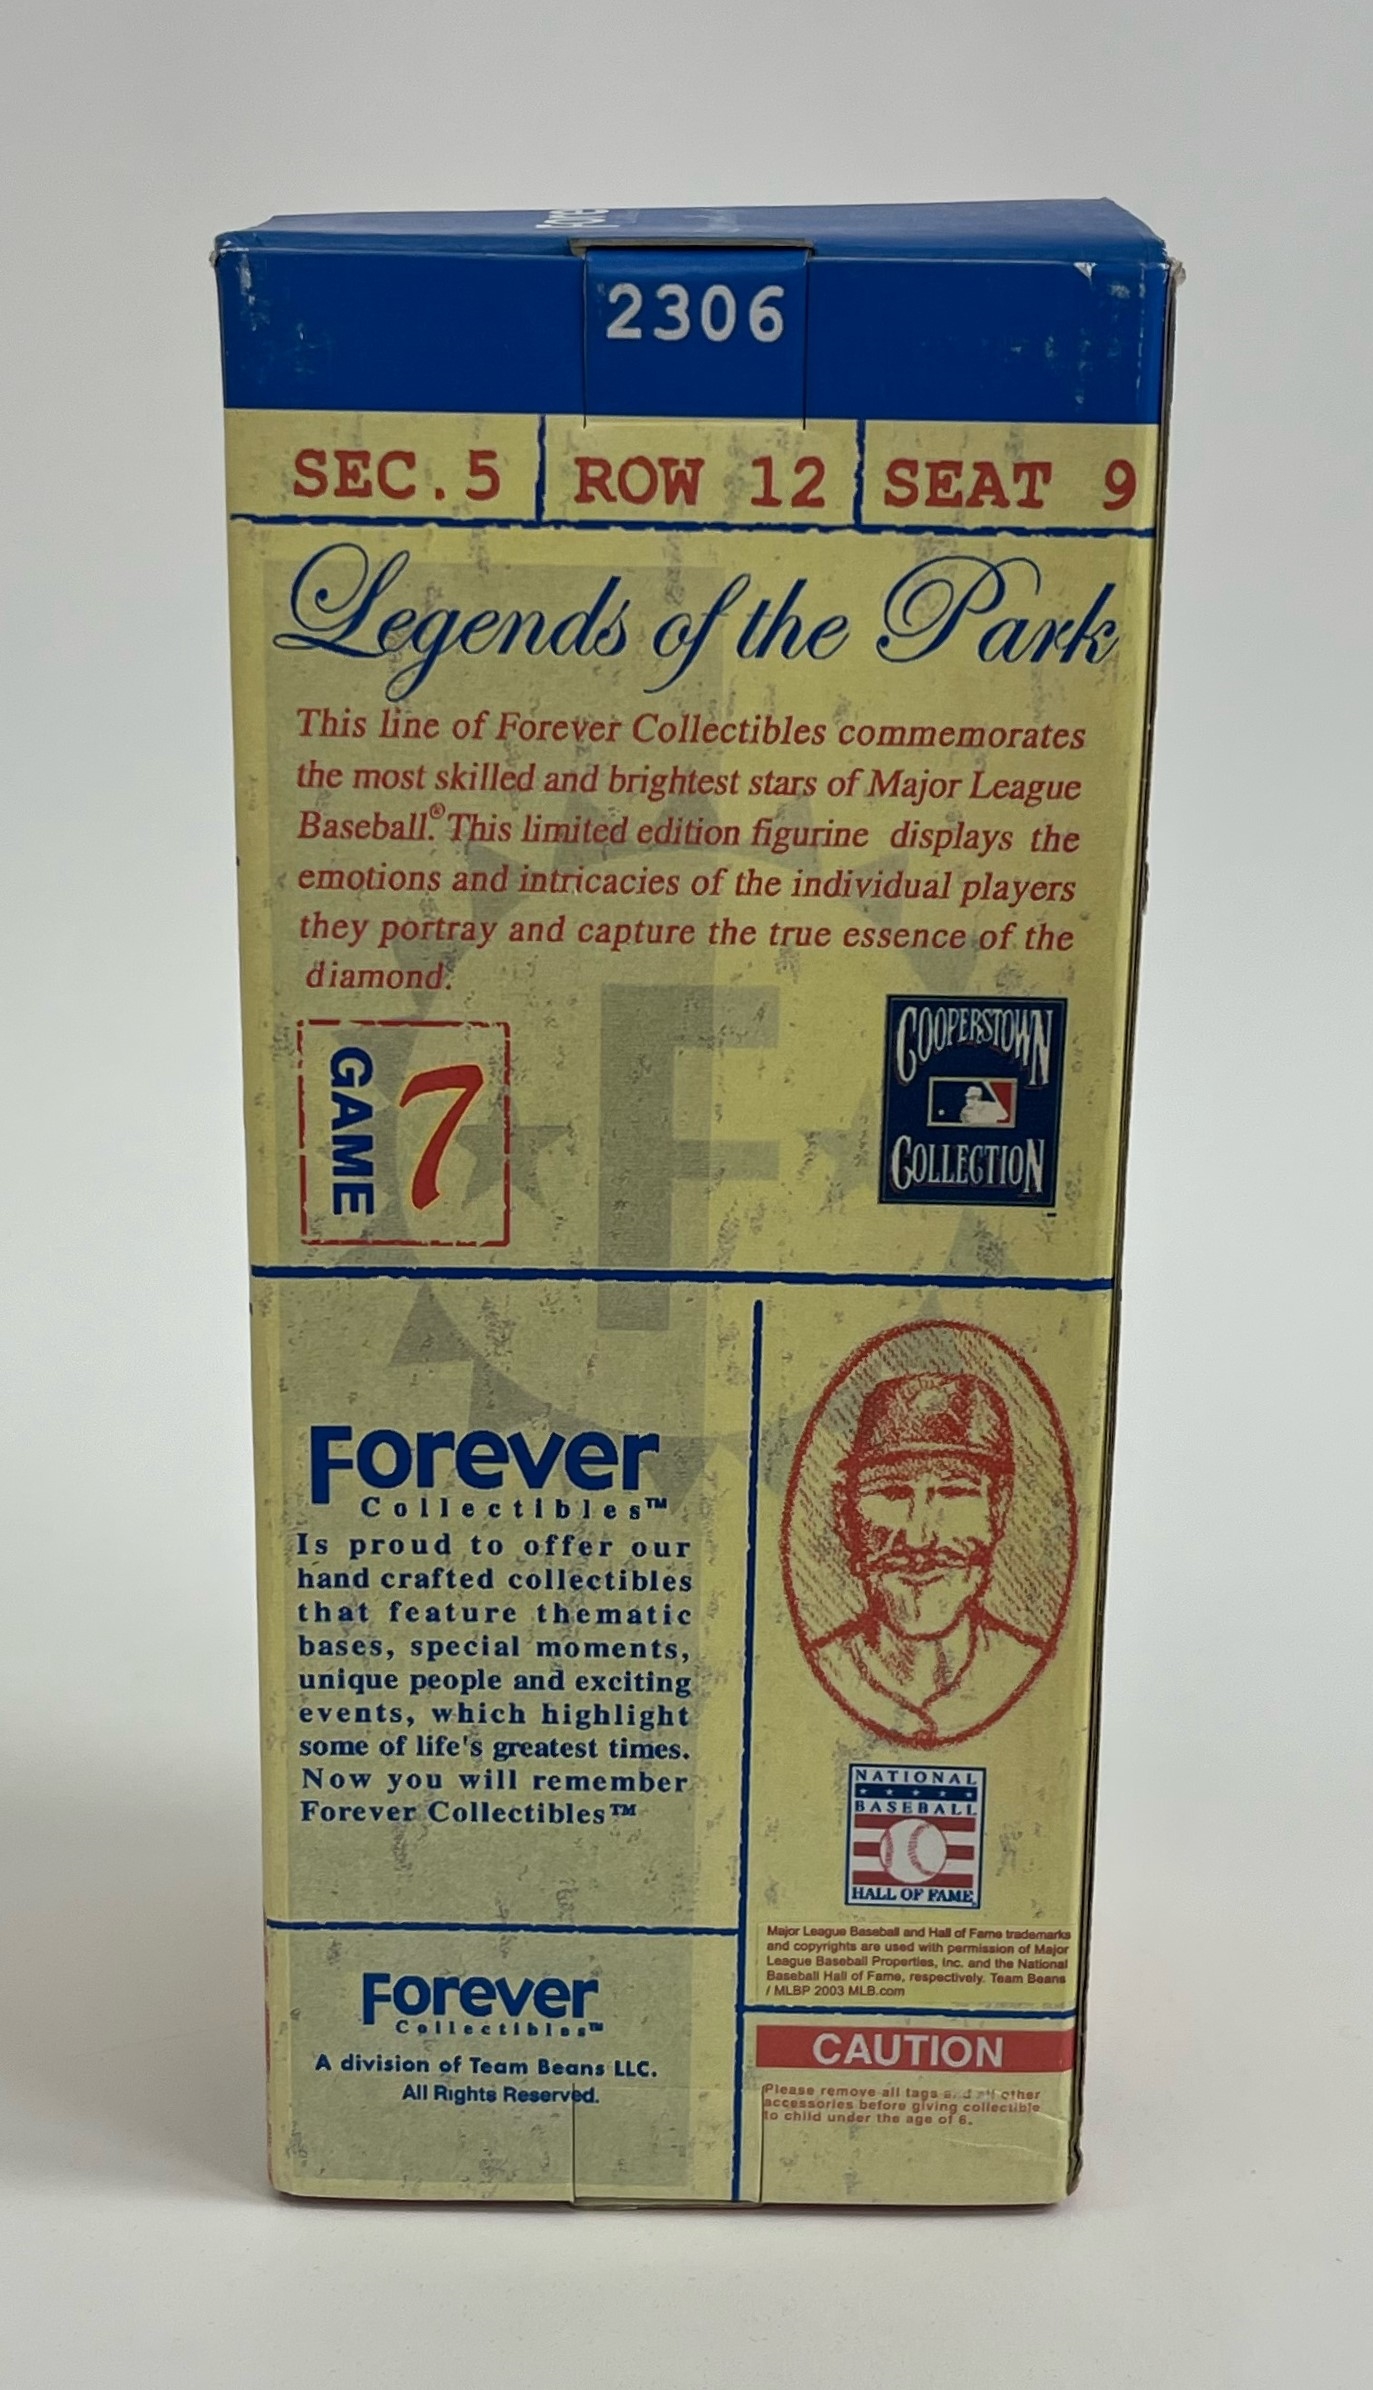 2306
SEC.5 ROW 12 SEAT 9
Legends of the Park
This line of Forever Collectibles commemorates
the most skilled and brightest stars of Major League
Baseball.® This limited edition figurine displays the
emotions and intricacies of the individual players
they portray and capture the true essence of the
diamond.
GAME 7
COOPERSTOWN
COLLECTION
Forever
Collectibles™
Is proud to offer our
hand crafted collectibles
that feature thematic
bases, special moments,
unique people and exciting
events, which highlight
some of life's greatest times.
Now you will remember
Forever Collectibles™
NATIONAL
BASEBALL
HALL OF FAME
Major League Baseball and Hall of Fame trademarks
and copyrights are used with permission of Major
League Baseball Properties, Inc. and the National
Baseball Hall of Fame, respectively. Team Beans
/ MLBP 2003 MLB.com
Forever
Collectibles™
A division of Team Beans LLC.
All Rights Reserved.
CAUTION
Please remove all tags and all other
accessories before giving collectible
to child under the age of 6.